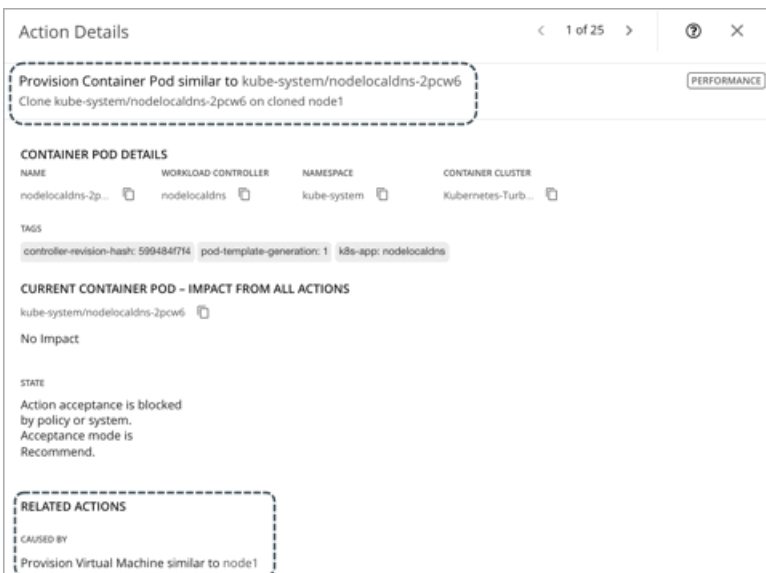 Action Details
1 of 25
Provision Container Pod similar to kube-system/nodelocaldns-2pcw6
PERFORMANCE
Clone kube-system/nodelocaldns-2pcw6 on cloned node1
CONTAINER POD DETAILS
NAME WORKLOAD CONTROLLER NAMESPACE CONTAINER CLUSTER
nodelocaldns-2p... nodelocaldns kube-system Kubernetes-Turb...
TAGS
controller-revision-hash: 599484f7f4 pod-template-generation: 1 k8s-app: nodelocaldns
CURRENT CONTAINER POD – IMPACT FROM ALL ACTIONS
kube-system/nodelocaldns-2pcw6
No Impact
STATE
Action acceptance is blocked
by policy or system.
Acceptance mode is
Recommend.
RELATED ACTIONS
CAUSED BY
Provision Virtual Machine similar to node1